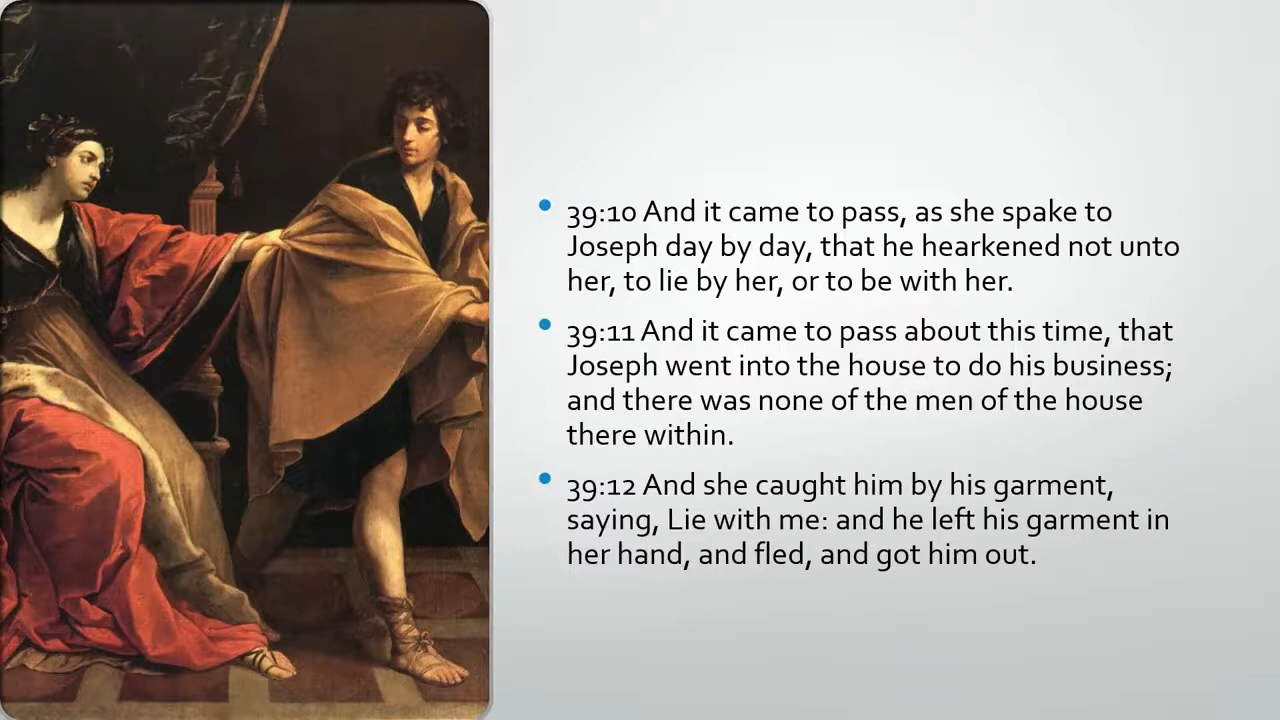 39:10 And it came to pass, as she spake to
Joseph day by day, that he hearkened not unto
her, to lie by her, or to be with her.
39:11 And it came to pass about this time, that
Joseph went into the house to do his business;
and there was none of the men of the house
there within.
39:12 And she caught him by his garment,
saying, Lie with me: and he left his garment in
her hand, and fled, and got him out.